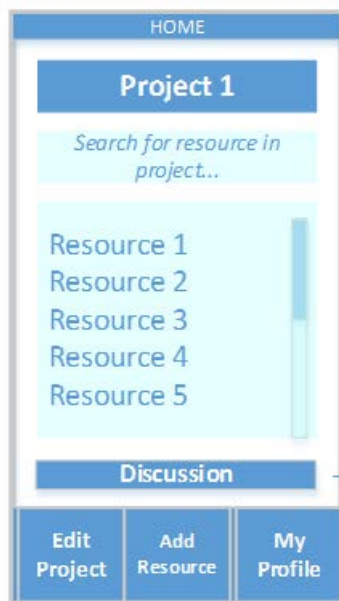 HOME
Project 1
Search for resource in
project...
Resource 1
Resource 2
Resource 3
Resource 4
Resource 5
Discussion
Edit
Project
Add
Resource
My
Profile